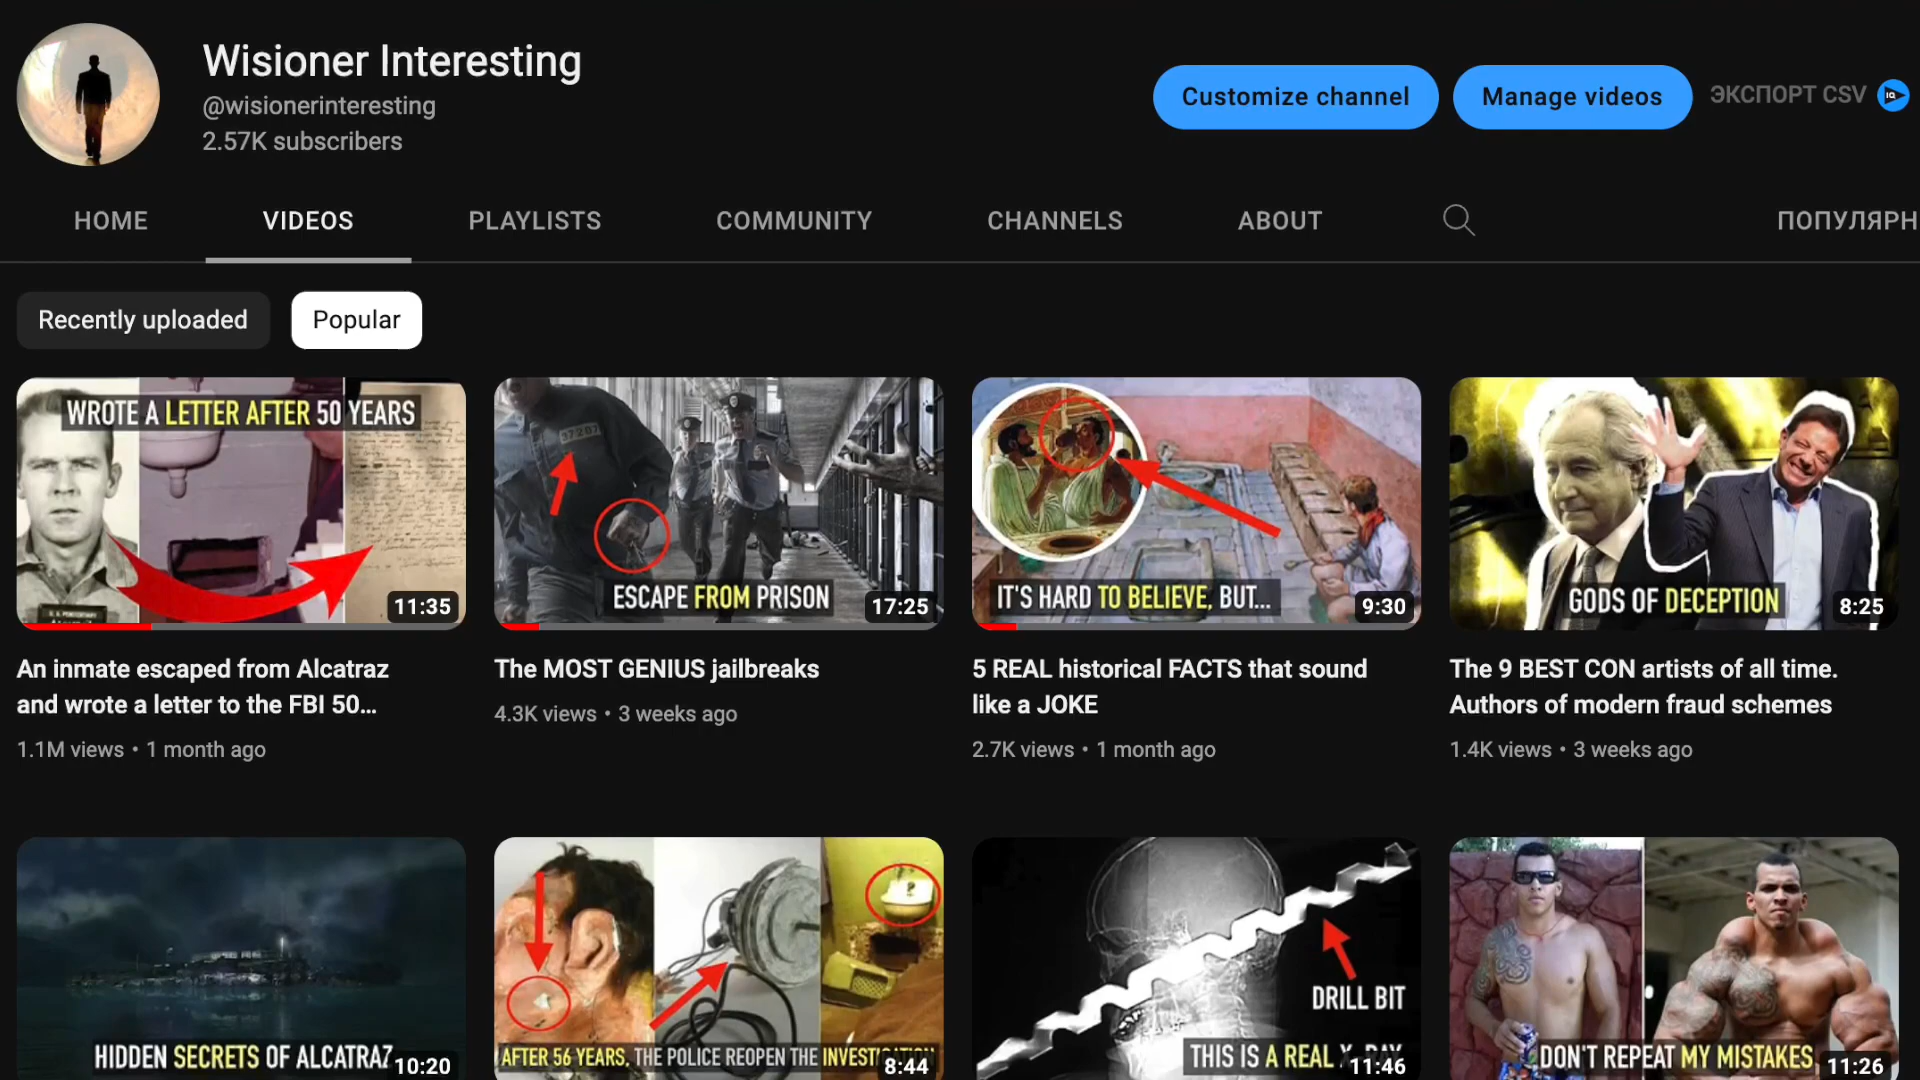 Wisioner Interesting
@wisionerinteresting
2.57K subscribers
Customize channel
Manage videos
ЭКСПОРТ CSV
HOME
VIDEOS
PLAYLISTS
COMMUNITY
CHANNELS
ABOUT
ПОПУЛЯРН
Recently uploaded
Popular
WROTE A LETTER AFTER 50 YEARS
11:35
37207
ESCAPE FROM PRISON
17:25
IT'S HARD TO BELIEVE, BUT...
9:30
GODS OF DECEPTION
8:25
An inmate escaped from Alcatraz
and wrote a letter to the FBI 50...
1.1M views • 1 month ago
The MOST GENIUS jailbreaks
4.3K views • 3 weeks ago
5 REAL historical FACTS that sound
like a JOKE
2.7K views • 1 month ago
The 9 BEST CON artists of all time.
Authors of modern fraud schemes
1.4K views • 3 weeks ago
HIDDEN SECRETS OF ALCATRAZ
10:20
AFTER 56 YEARS, THE POLICE REOPEN THE
8:44
DRILL BIT
THIS IS A REAL
11:46
DON'T REPEAT MY MISTAKES
11:26